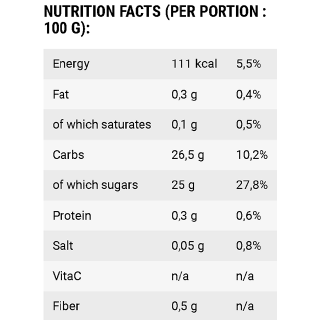 NUTRITION FACTS (PER PORTION :
100 G):
Energy 111 kcal 5,5%
Fat 0,3 g 0,4%
of which saturates 0,1 g 0,5%
Carbs 26,5 g 10,2%
of which sugars 25 g 27,8%
Protein 0,3 g 0,6%
Salt 0,05 g 0,8%
VitaC n/a n/a
Fiber 0,5 g n/a